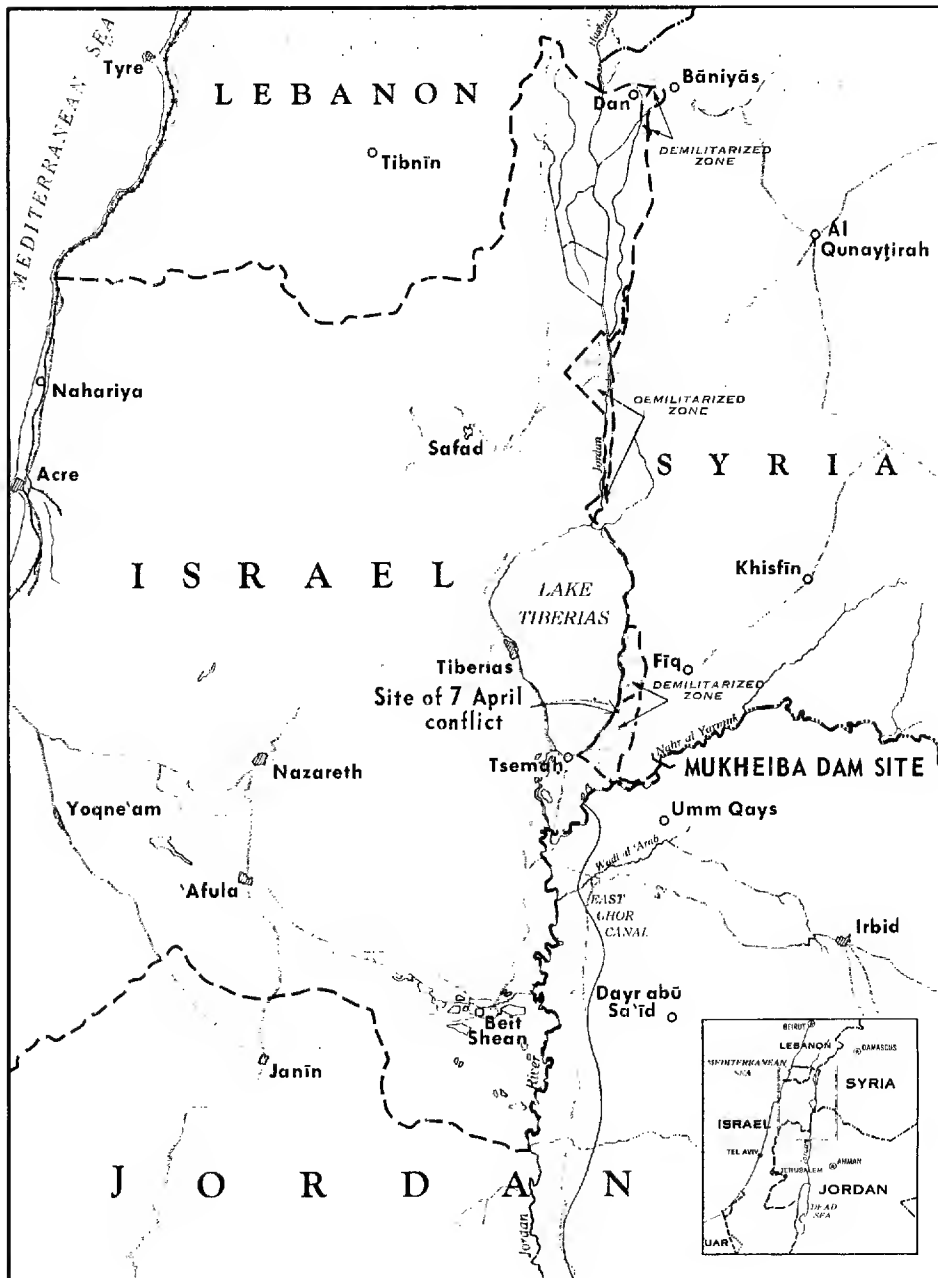 Tyre
MEDITERRANEAN SEA
LEBANON
Tibnīn
Hasbani
Dan
Bāniyās
DEMILITARIZED
ZONE
Al
Qunayţirah
Nahariya
Acre
Safad
DEMILITARIZED
ZONE
Jordan
SYRIA
ISRAEL
LAKE
TIBERIAS
Khisfīn
Tiberias
Fīq
DEMILITARIZED
ZONE
Site of 7 April
conflict
Nahr al Yarmuk
Tsemah
MUKHEIBA DAM SITE
Nazareth
Yoqne'am
Umm Qays
Wadi al 'Arab
'Afula
EAST
GHOR
CANAL
Irbid
Dayr abū
Sa'īd
Beit
Shean
Janīn
River
JORDAN
Jordan
BEIRUT
LEBANON
DAMASCUS
MEDITERRANEAN
SEA
SYRIA
ISRAEL
TEL AVIV
AMMAN
JERUSALEM
JORDAN
DEAD
SEA
UAR